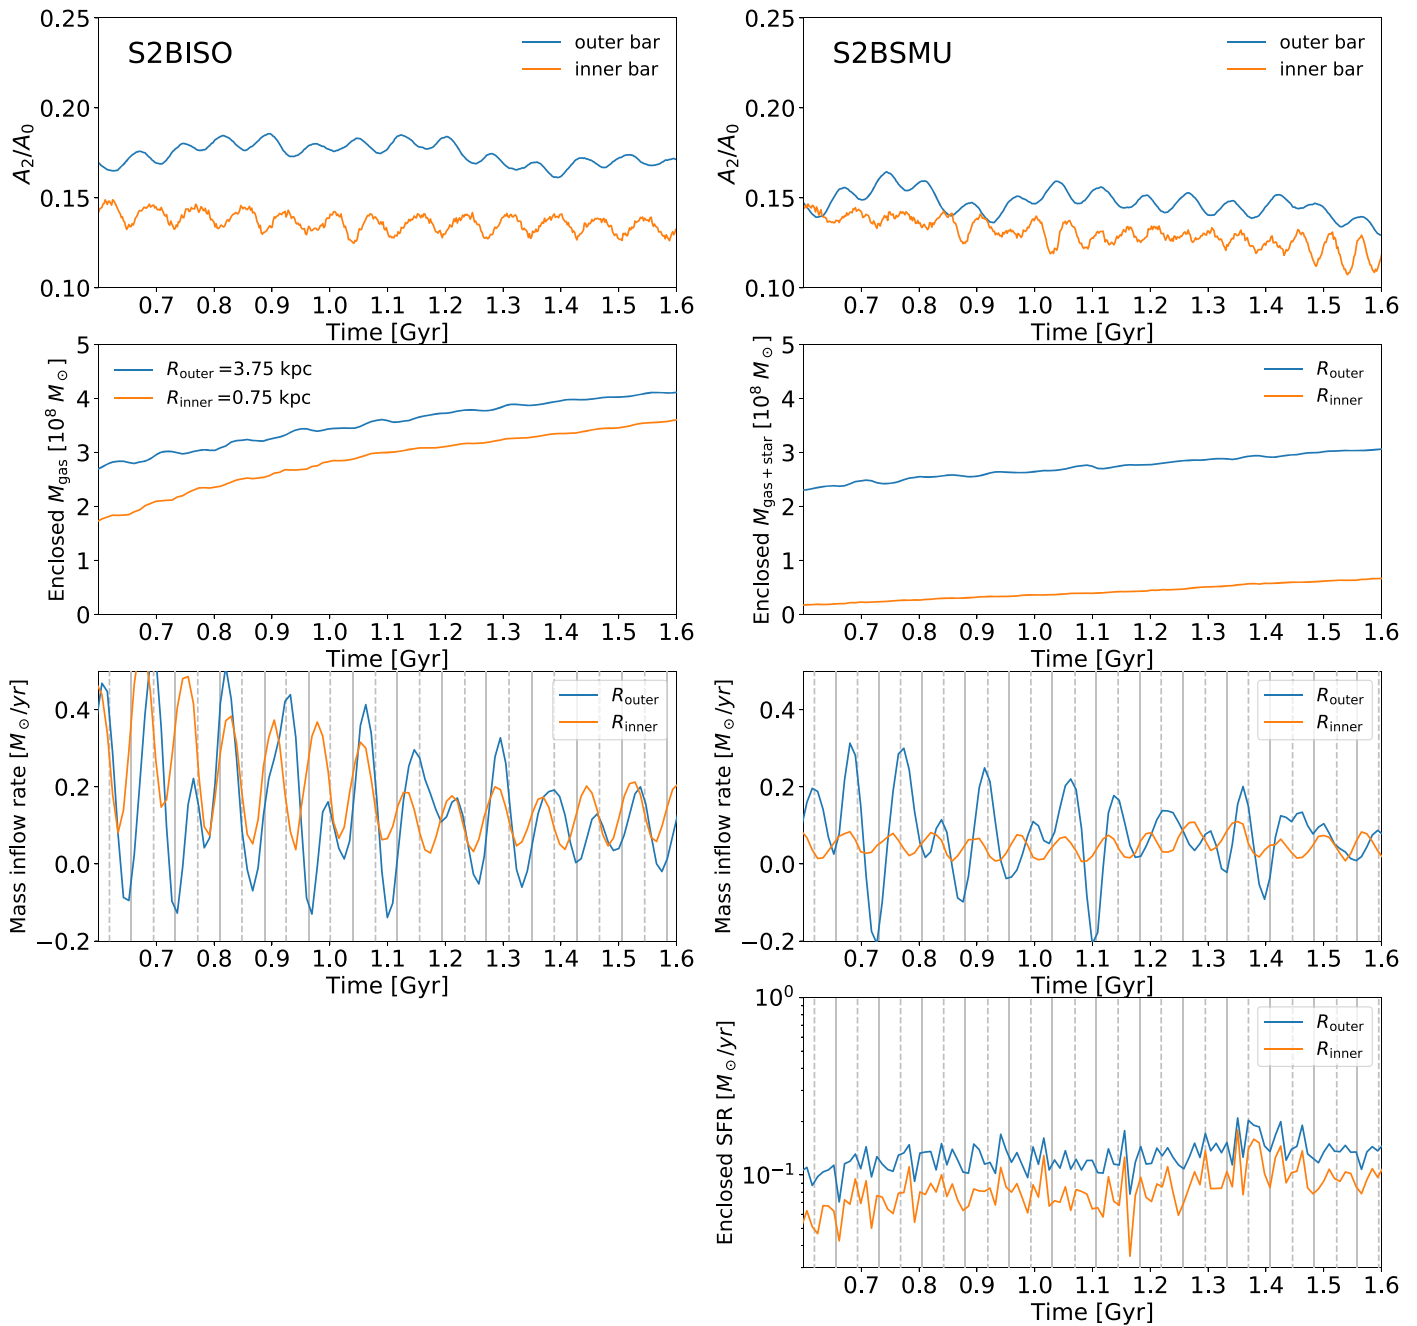 S2BISO
outer bar
inner bar
A2/A0
0.25
0.20
0.15
0.10
0.7 0.8 0.9 1.0 1.1 1.2 1.3 1.4 1.5 1.6
Time [Gyr]
S2BSMU
outer bar
inner bar
A2/A0
0.25
0.20
0.15
0.10
0.7 0.8 0.9 1.0 1.1 1.2 1.3 1.4 1.5 1.6
Time [Gyr]
Router=3.75 kpc
Rinner=0.75 kpc
Enclosed Mgas [10^8 M⊙]
5
4
3
2
1
0
0.7 0.8 0.9 1.0 1.1 1.2 1.3 1.4 1.5 1.6
Time [Gyr]
Router
Rinner
Enclosed Mgas+star [10^8 M⊙]
5
4
3
2
1
0
0.7 0.8 0.9 1.0 1.1 1.2 1.3 1.4 1.5 1.6
Time [Gyr]
Router
Rinner
Mass inflow rate [M⊙/yr]
0.4
0.2
0.0
−0.2
0.7 0.8 0.9 1.0 1.1 1.2 1.3 1.4 1.5 1.6
Time [Gyr]
Router
Rinner
Mass inflow rate [M⊙/yr]
0.4
0.2
0.0
−0.2
0.7 0.8 0.9 1.0 1.1 1.2 1.3 1.4 1.5 1.6
Time [Gyr]
Router
Rinner
Enclosed SFR [M⊙/yr]
10^0
10^−1
0.7 0.8 0.9 1.0 1.1 1.2 1.3 1.4 1.5 1.6
Time [Gyr]